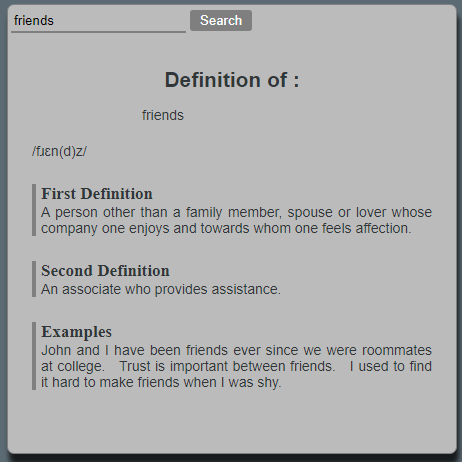 friends Search
Definition of :
friends
/fɹɛn(d)z/
First Definition
A person other than a family member, spouse or lover whose
company one enjoys and towards whom one feels affection.
Second Definition
An associate who provides assistance.
Examples
John and I have been friends ever since we were roommates
at college. Trust is important between friends. I used to find
it hard to make friends when I was shy.